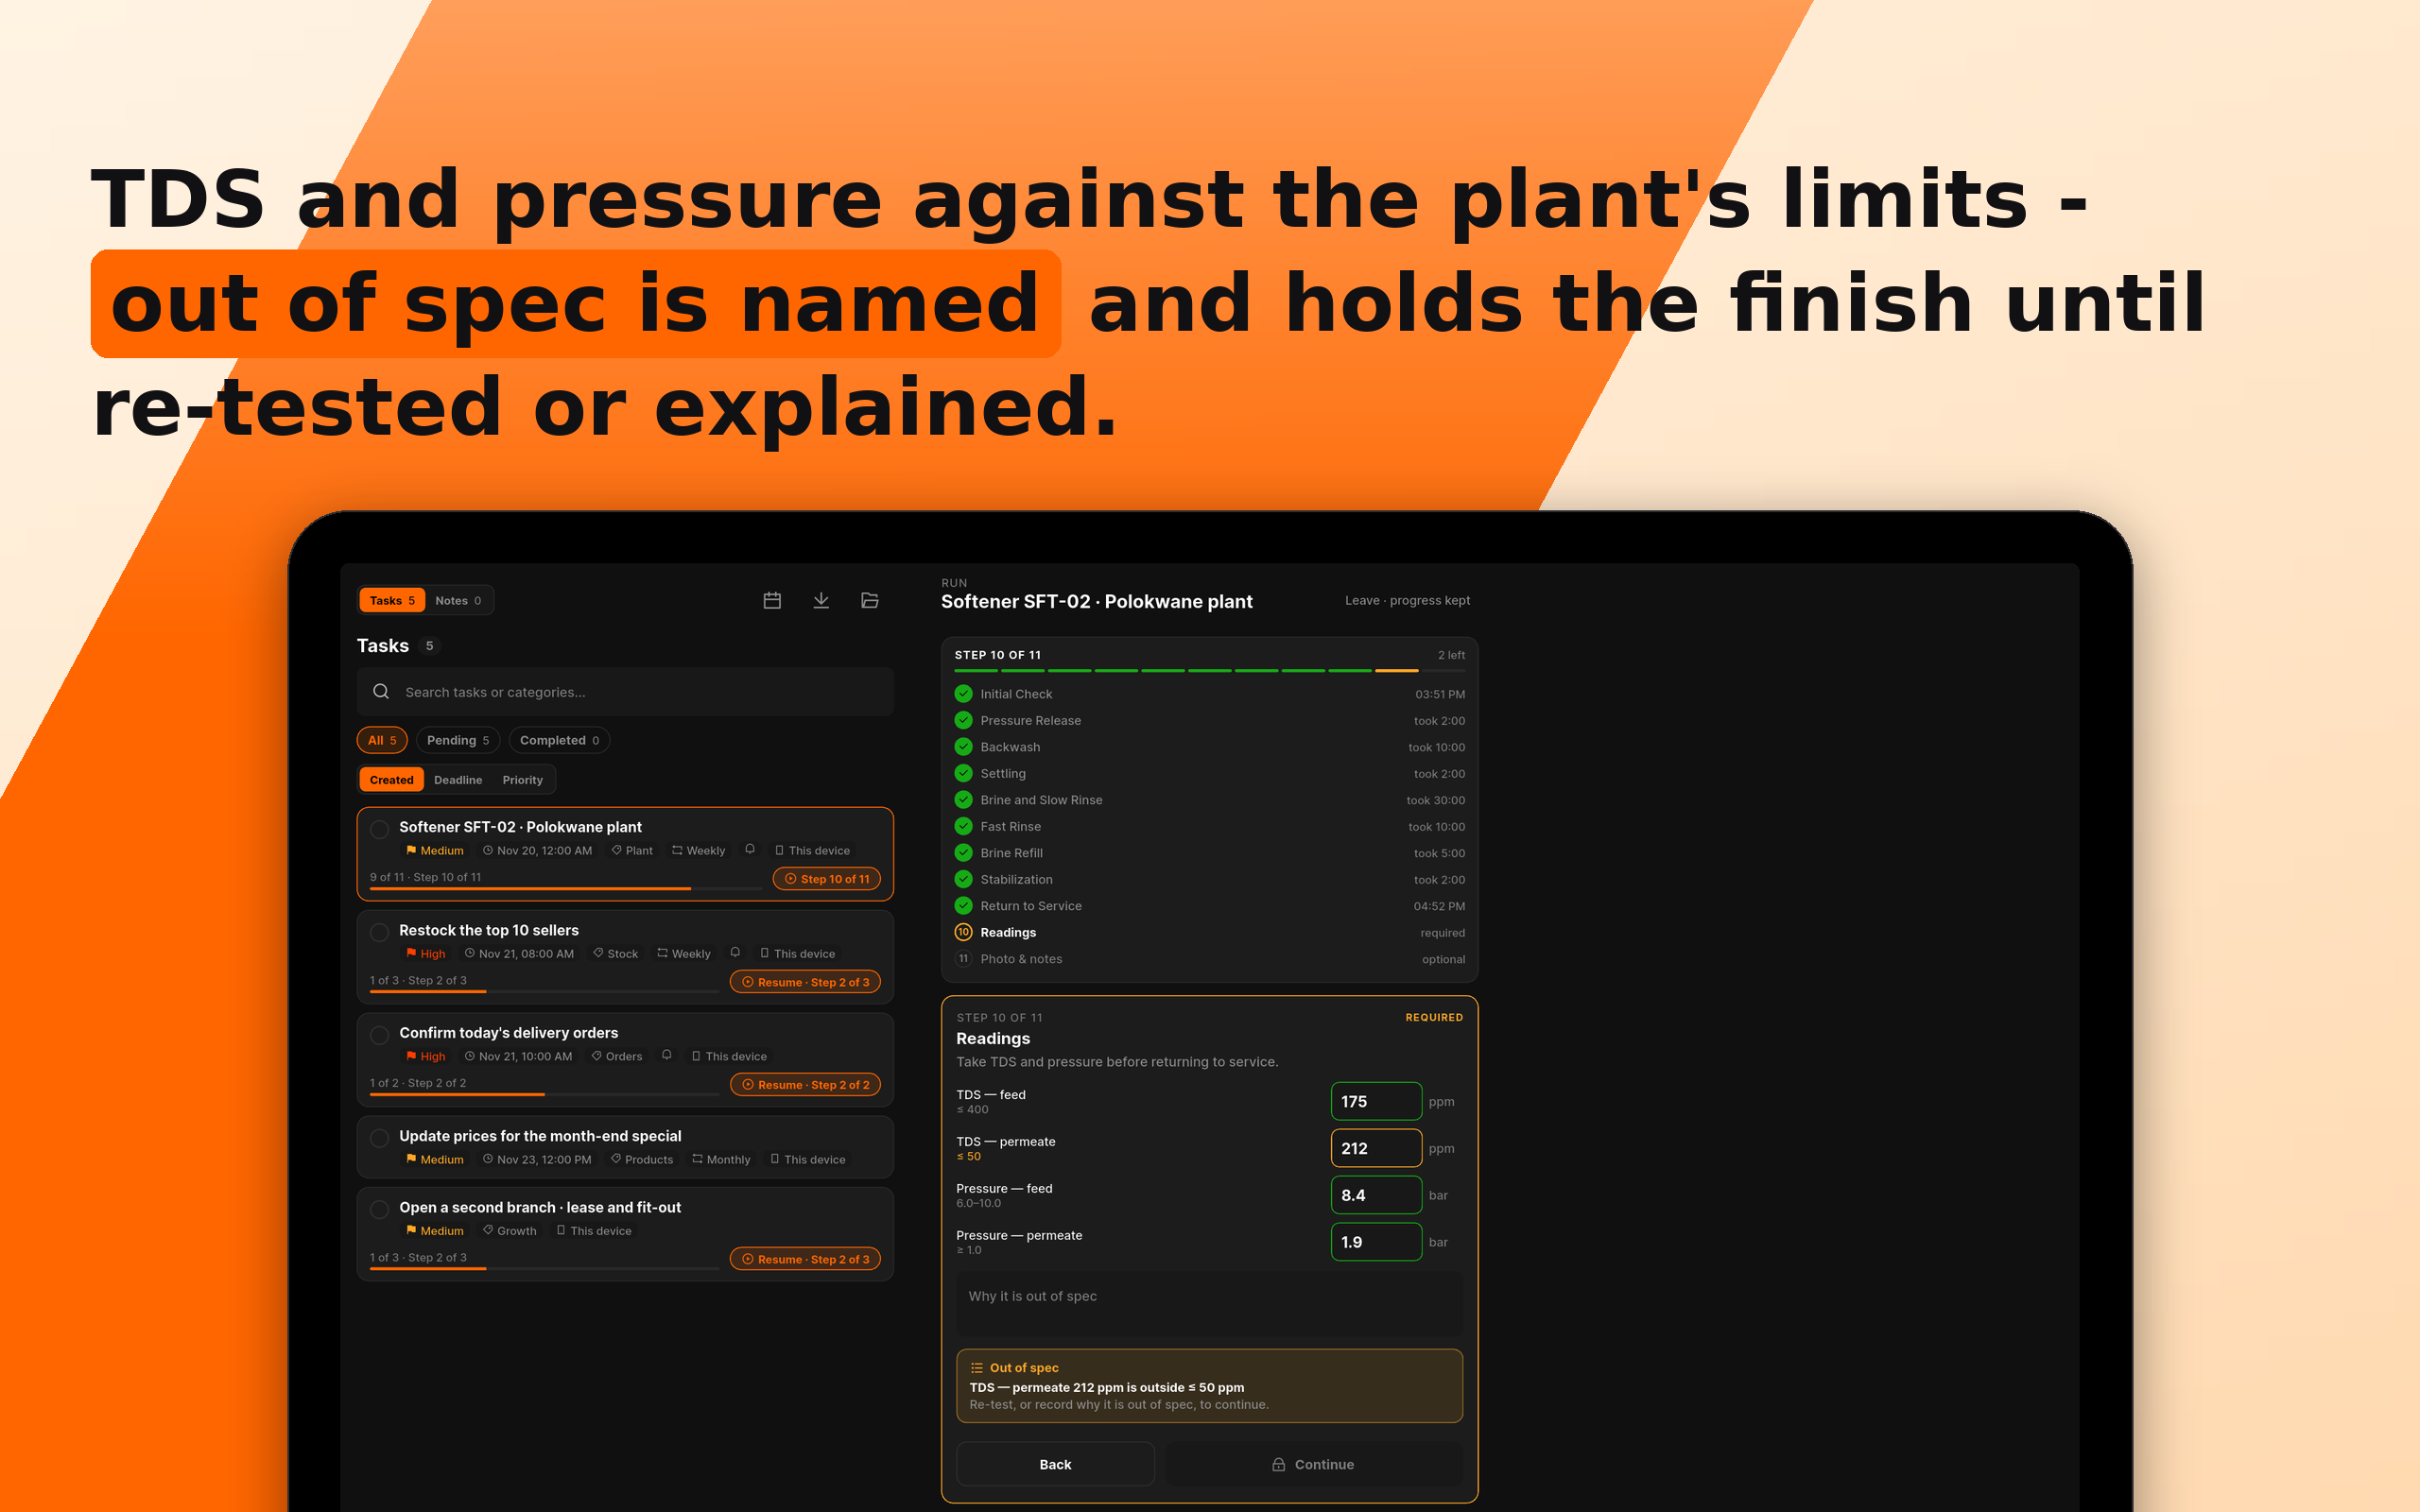 TDS and pressure against the plant's limits -
out of spec is named and holds the finish until
re-tested or explained.
Tasks 5 Notes 0
Tasks 5
Search tasks or categories...
All 5 Pending 5 Completed 0
Created Deadline Priority
Softener SFT-02 · Polokwane plant
Medium Nov 20, 12:00 AM Plant Weekly This device
9 of 11 · Step 10 of 11 Step 10 of 11
Restock the top 10 sellers
High Nov 21, 08:00 AM Stock Weekly This device
1 of 3 · Step 2 of 3 Resume · Step 2 of 3
Confirm today's delivery orders
High Nov 21, 10:00 AM Orders This device
1 of 2 · Step 2 of 2 Resume · Step 2 of 2
Update prices for the month-end special
Medium Nov 23, 12:00 PM Products Monthly This device
Open a second branch · lease and fit-out
Medium Growth This device
1 of 3 · Step 2 of 3 Resume · Step 2 of 3
RUN
Softener SFT-02 · Polokwane plant Leave · progress kept
STEP 10 OF 11 2 left
Initial Check 03:51 PM
Pressure Release took 2:00
Backwash took 10:00
Settling took 2:00
Brine and Slow Rinse took 30:00
Fast Rinse took 10:00
Brine Refill took 5:00
Stabilization took 2:00
Return to Service 04:52 PM
10 Readings required
11 Photo & notes optional
STEP 10 OF 11 REQUIRED
Readings
Take TDS and pressure before returning to service.
TDS — feed 175 ppm
≤ 400
TDS — permeate 212 ppm
≤ 50
Pressure — feed 8.4 bar
6.0–10.0
Pressure — permeate 1.9 bar
≥ 1.0
Why it is out of spec
Out of spec
TDS — permeate 212 ppm is outside ≤ 50 ppm
Re-test, or record why it is out of spec, to continue.
Back Continue